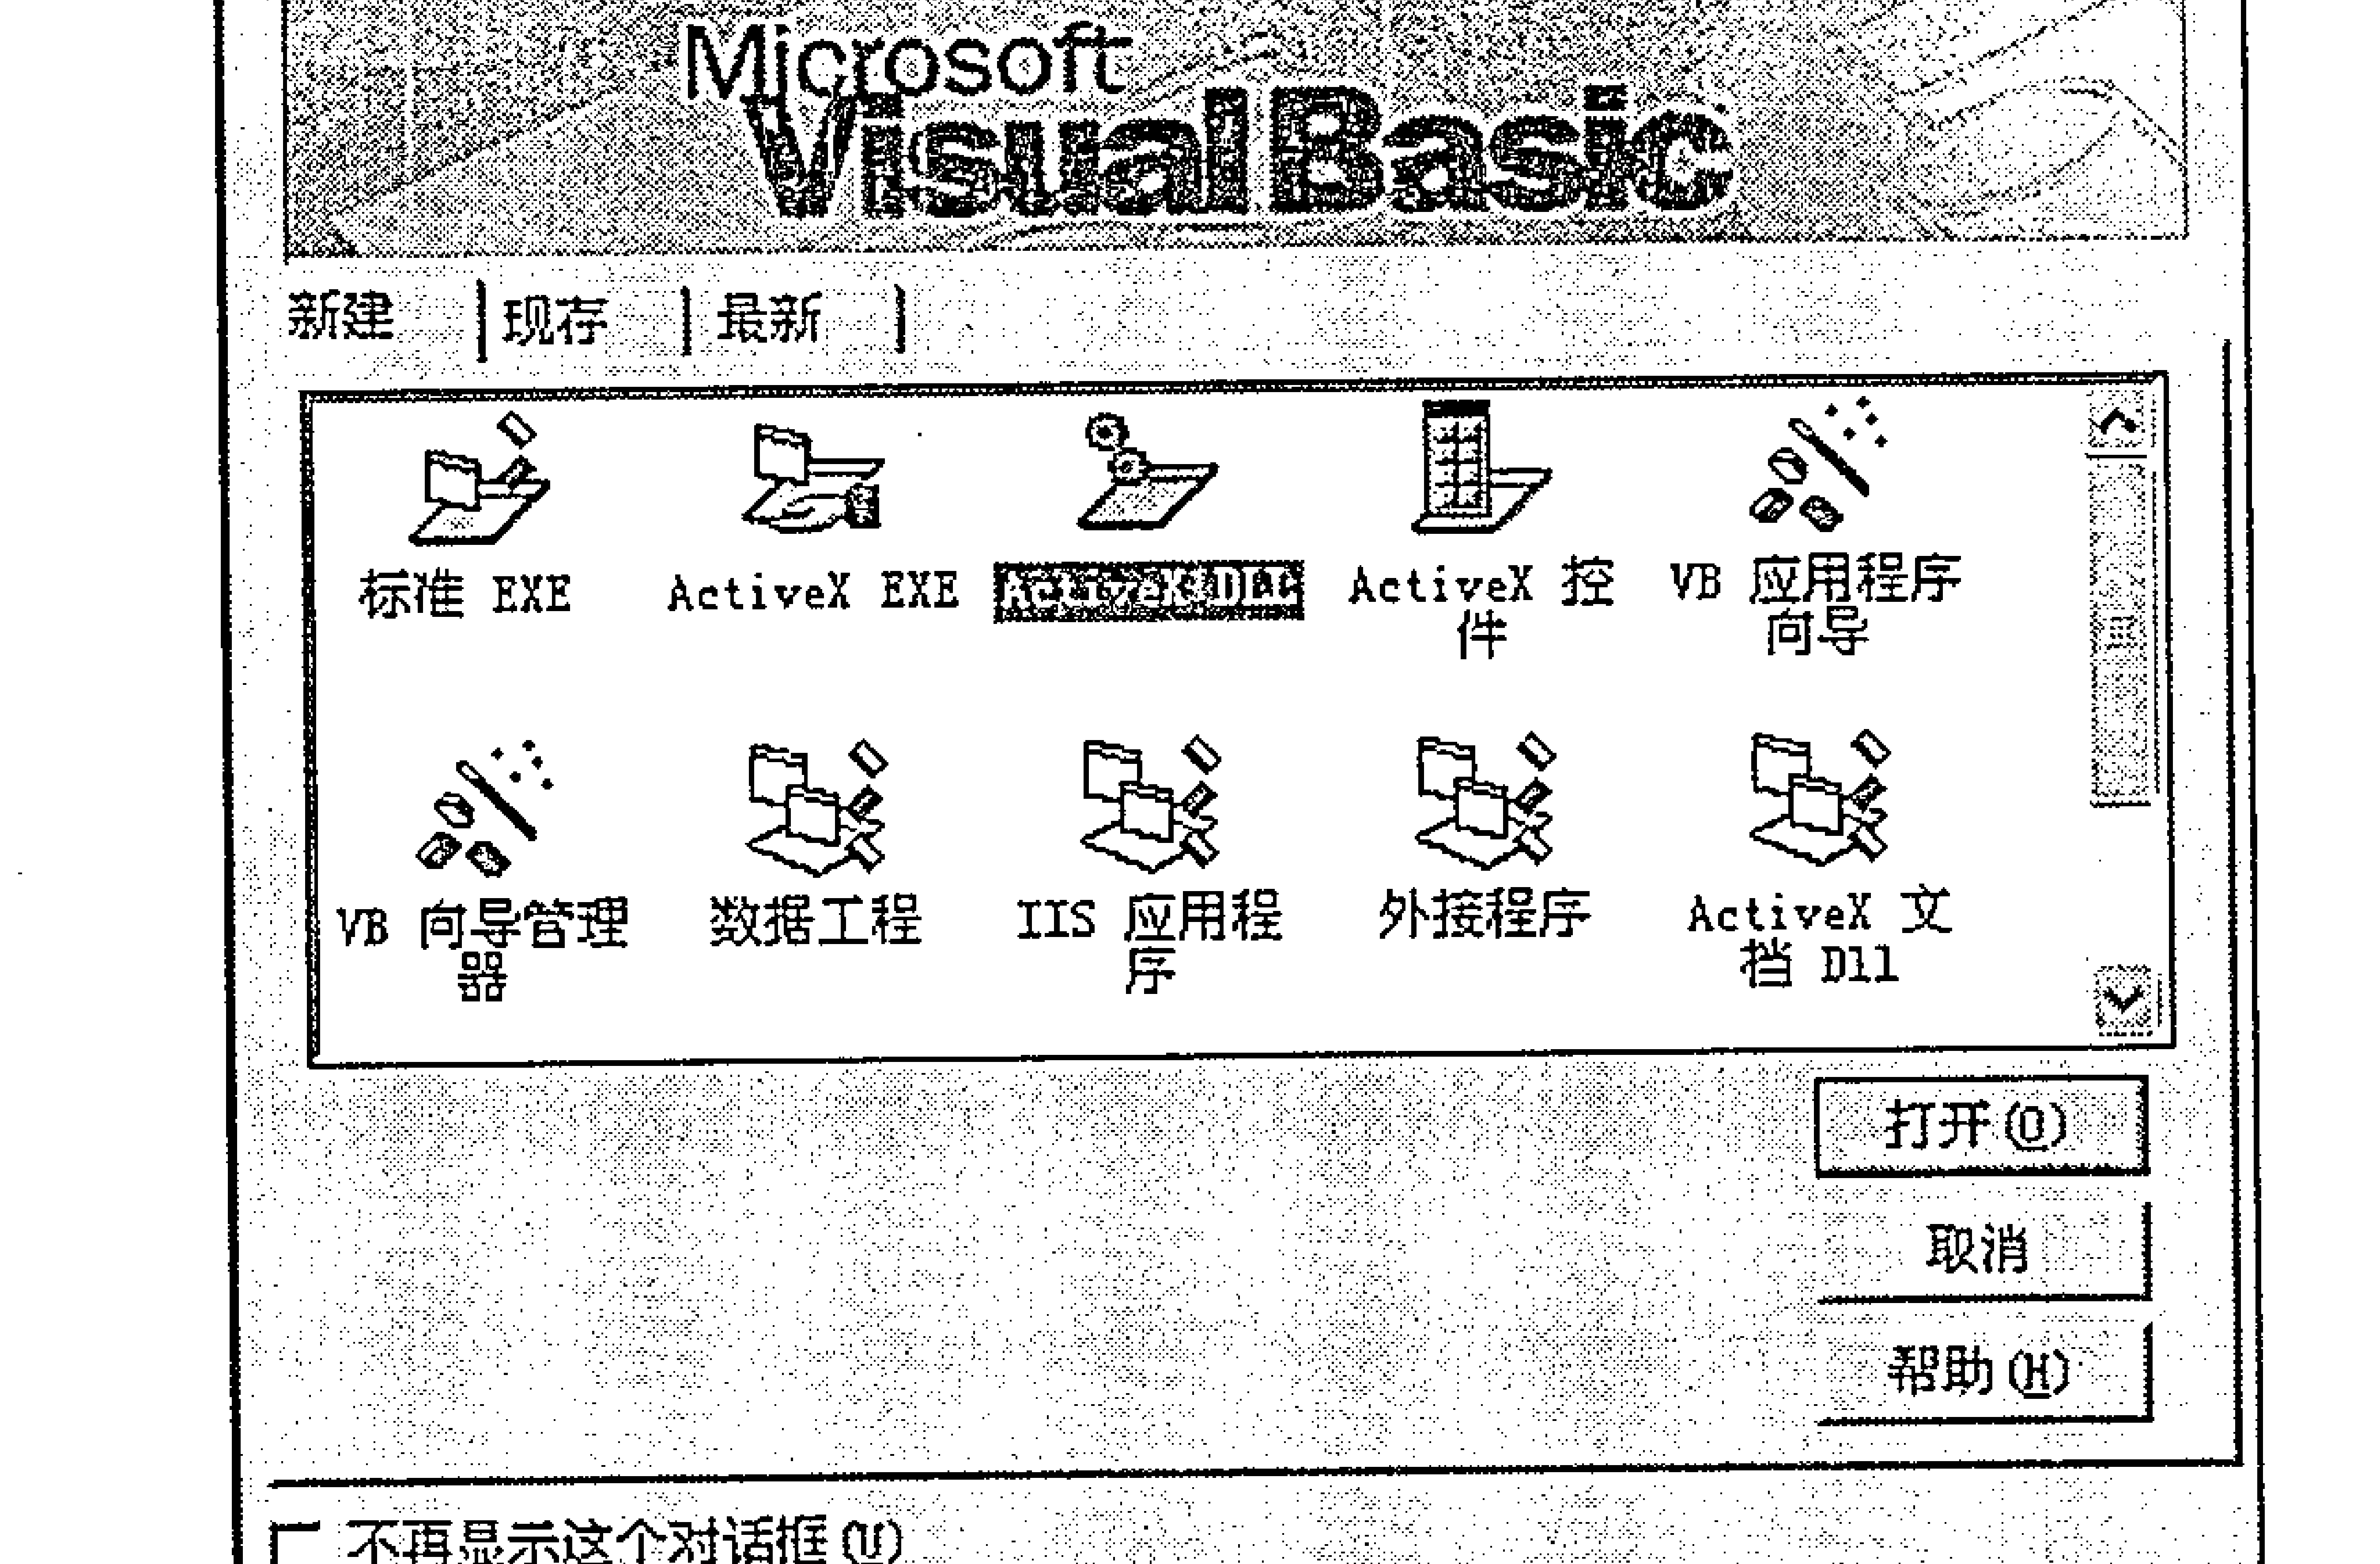 Microsoft
Visual Basic
新建 现存 最新
标准 EXE
ActiveX EXE
ActiveX DLL
ActiveX 控
件
VB 应用程序
向导
VB 向导管理
器
数据工程
IIS 应用程
序
外接程序
ActiveX 文
挡 Dll
打开(O)
取消
帮助(H)
不再显示这个对话框(U)